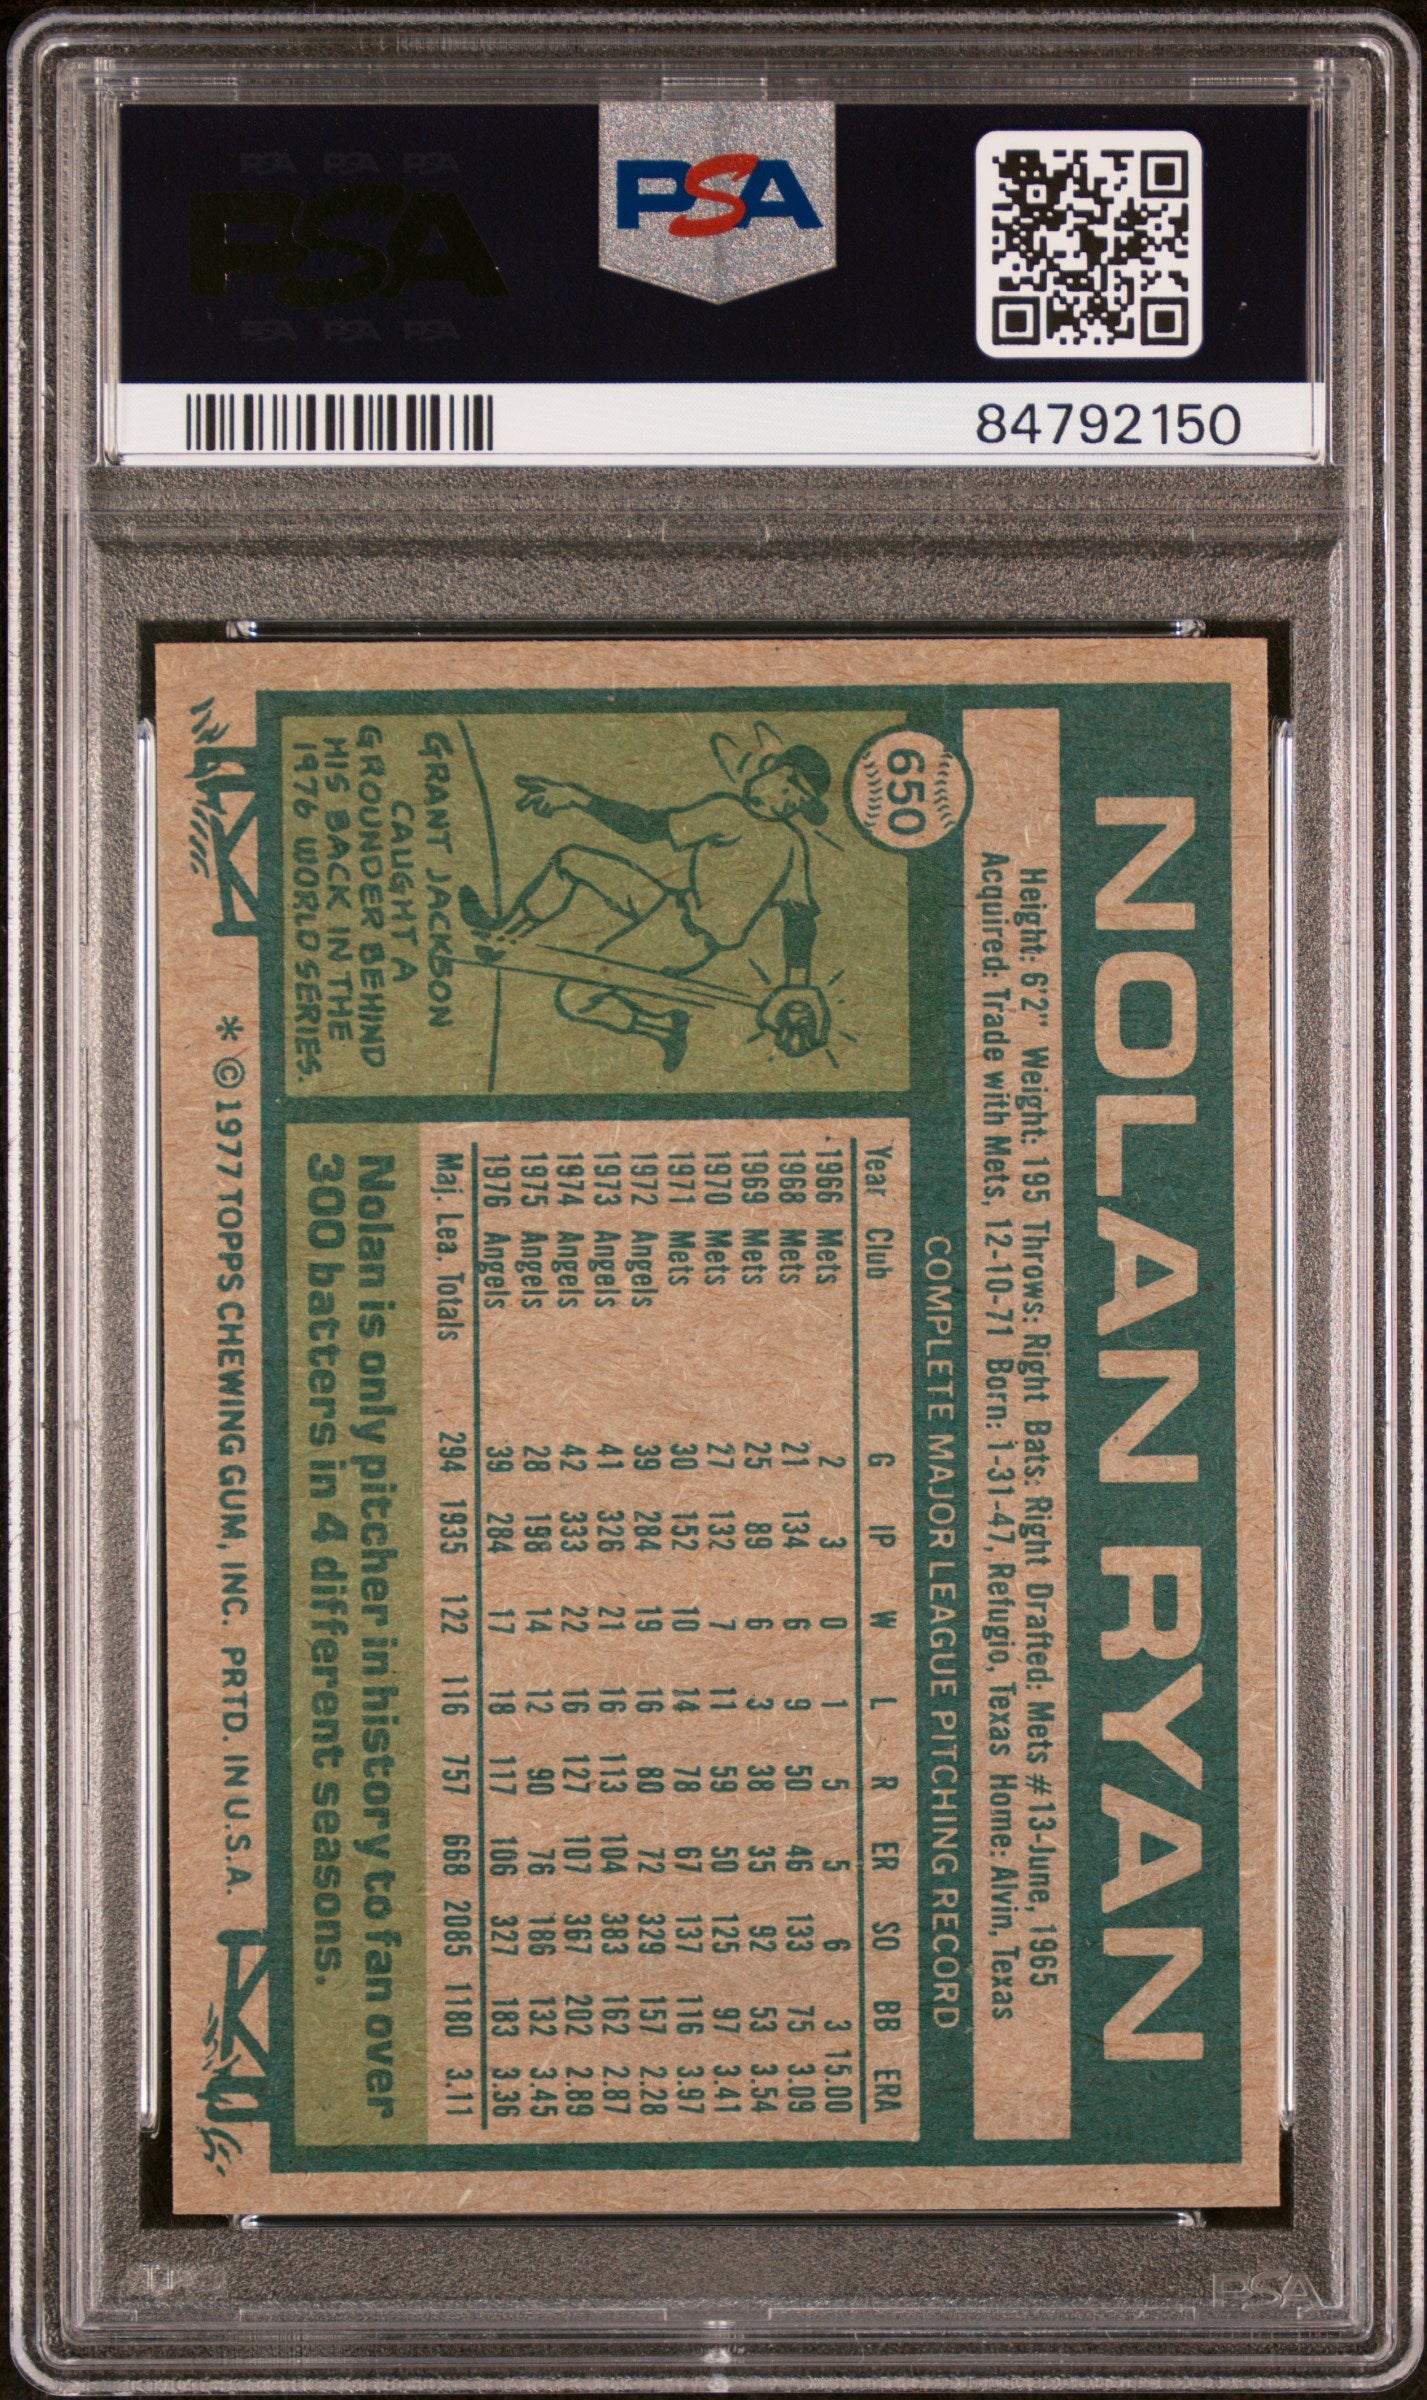 PSA PSA PSA
PSA
PSA PSA PSA
PSA
84792150
NOLAN RYAN
Height: 6'2" Weight: 195 Throws: Right Bats: Right Drafted: Mets #13-June, 1965
Acquired: Trade with Mets, 12-10-71 Born: 1-31-47, Refugio, Texas Home: Alvin, Texas
650
COMPLETE MAJOR LEAGUE PITCHING RECORD
Year Club G IP W L R ER SO BB ERA
1966 Mets 2 3 0 1 5 5 6 3 15.00
1968 Mets 21 134 6 9 50 46 133 75 3.09
1969 Mets 25 89 6 3 38 35 92 53 3.54
1970 Mets 27 132 7 11 59 50 125 97 3.41
1971 Mets 30 152 10 14 78 67 137 116 3.97
1972 Angels 39 284 19 16 80 72 329 157 2.28
1973 Angels 41 326 21 16 113 104 383 162 2.87
1974 Angels 42 333 22 16 127 107 367 202 2.89
1975 Angels 28 198 14 12 90 76 186 132 3.45
1976 Angels 39 284 17 18 117 106 327 183 3.36
Maj. Lea. Totals 294 1935 122 116 757 668 2085 1180 3.11
GRANT JACKSON
CAUGHT A
GROUNDER BEHIND
HIS BACK IN THE
1976 WORLD SERIES.
Nolan is only pitcher in history to fan over
300 batters in 4 different seasons.
* © 1977 TOPPS CHEWING GUM, INC. PRTD. IN U.S.A.
PSA